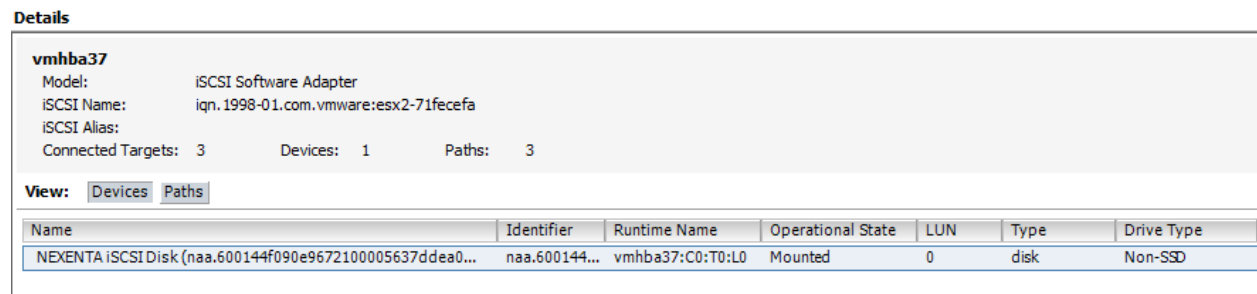 Details
vmhba37
Model: iSCSI Software Adapter
iSCSI Name: iqn.1998-01.com.vmware:esx2-71fecefa
iSCSI Alias:
Connected Targets: 3 Devices: 1 Paths: 3
View: Devices Paths
Name Identifier Runtime Name Operational State LUN Type Drive Type
NEXENTA iSCSI Disk (naa.600144f090e9672100005637ddea0... naa.600144... vmhba37:C0:T0:L0 Mounted 0 disk Non-SSD